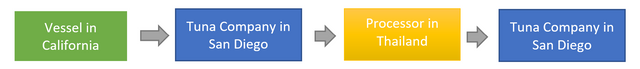 Vessel in
California
Tuna Company in
San Diego
Processor in
Thailand
Tuna Company in
San Diego